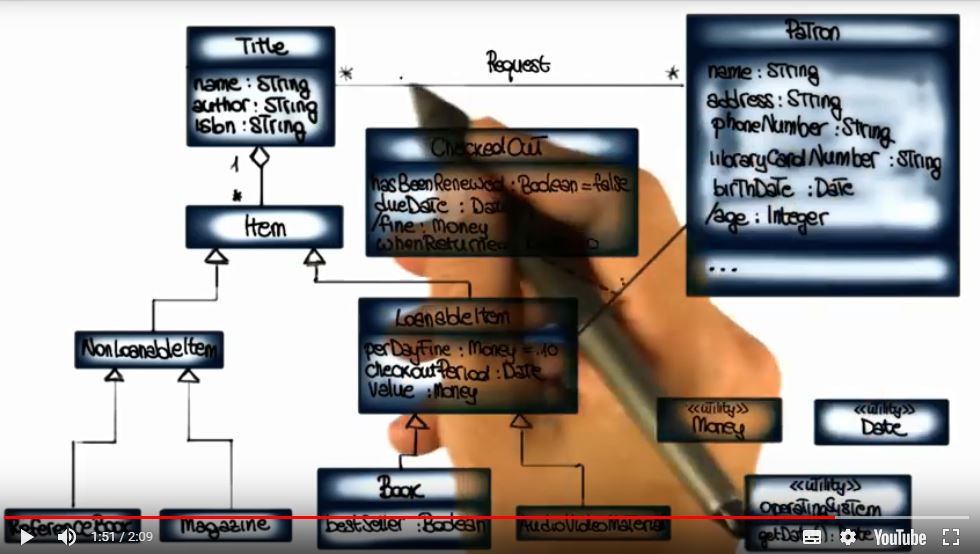 Title
name : String
author : String
isbn : String
*
Request
*
Patron
name : String
address : String
phoneNumber : String
libraryCardNumber : String
birthDate : Date
/age : Integer
...
1
*
CheckedOut
hasBeenRenewed : Boolean = false
dueDate : Date
/fine : Money
whenReturned
Item
NonLoanableItem
LoanableItem
perDayFine : Money = .10
checkoutPeriod : Date
value : Money
<<utility>>
Money
<<utility>>
Date
<<utility>>
operatingSystem
getDate
ReferenceBook
Magazine
Book
bestSeller : Boolean
AudioVideoMaterial
1:51 / 2:09
YouTube